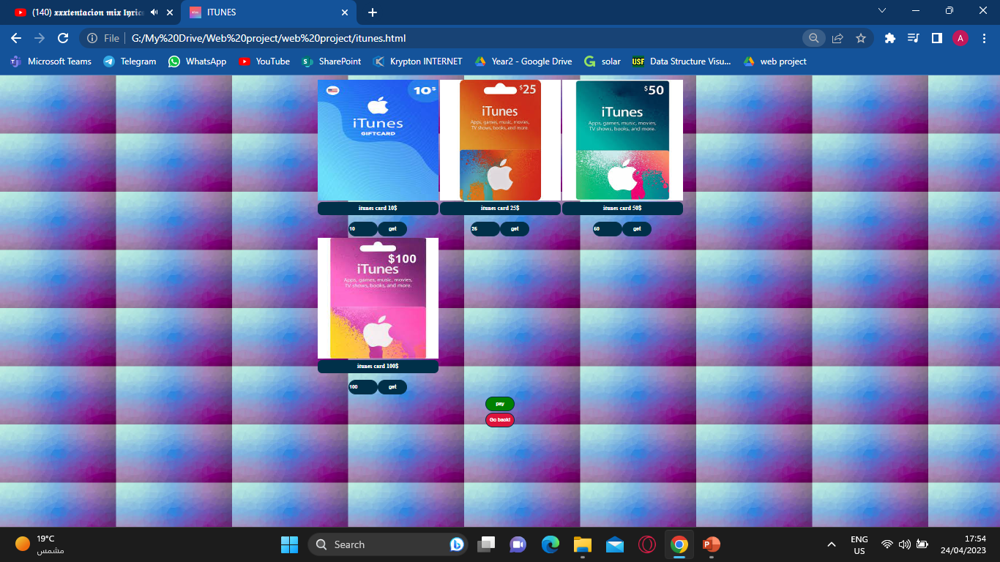 (140) 𝖝𝖝𝖝𝖙𝖊𝖓𝖙𝖆𝖈𝖎𝖔𝖓 𝖒𝖎𝖝 𝖑𝖞𝖗𝖎𝖈𝖘
ITUNES
File
G:/My%20Drive/Web%20project/web%20project/itunes.html
A
Microsoft Teams
Telegram
WhatsApp
YouTube
SharePoint
Krypton INTERNET
Year2 - Google Drive
solar
USF Data Structure Visu...
web project
10$
iTunes
GIFTCARD
$25
iTunes
Apps, games, music, movies,
TV shows, books, and more.
$50
iTunes
Apps, games, music, movies,
TV shows, books, and more.
itunes card 10$
itunes card 25$
itunes card 50$
10 get
25 get
50 get
$100
iTunes
Apps, games, music, movies,
TV shows, books, and more.
itunes card 100$
100 get
pay
Go back!
19°C
مشمس
Search
ENG
US
17:54
24/04/2023